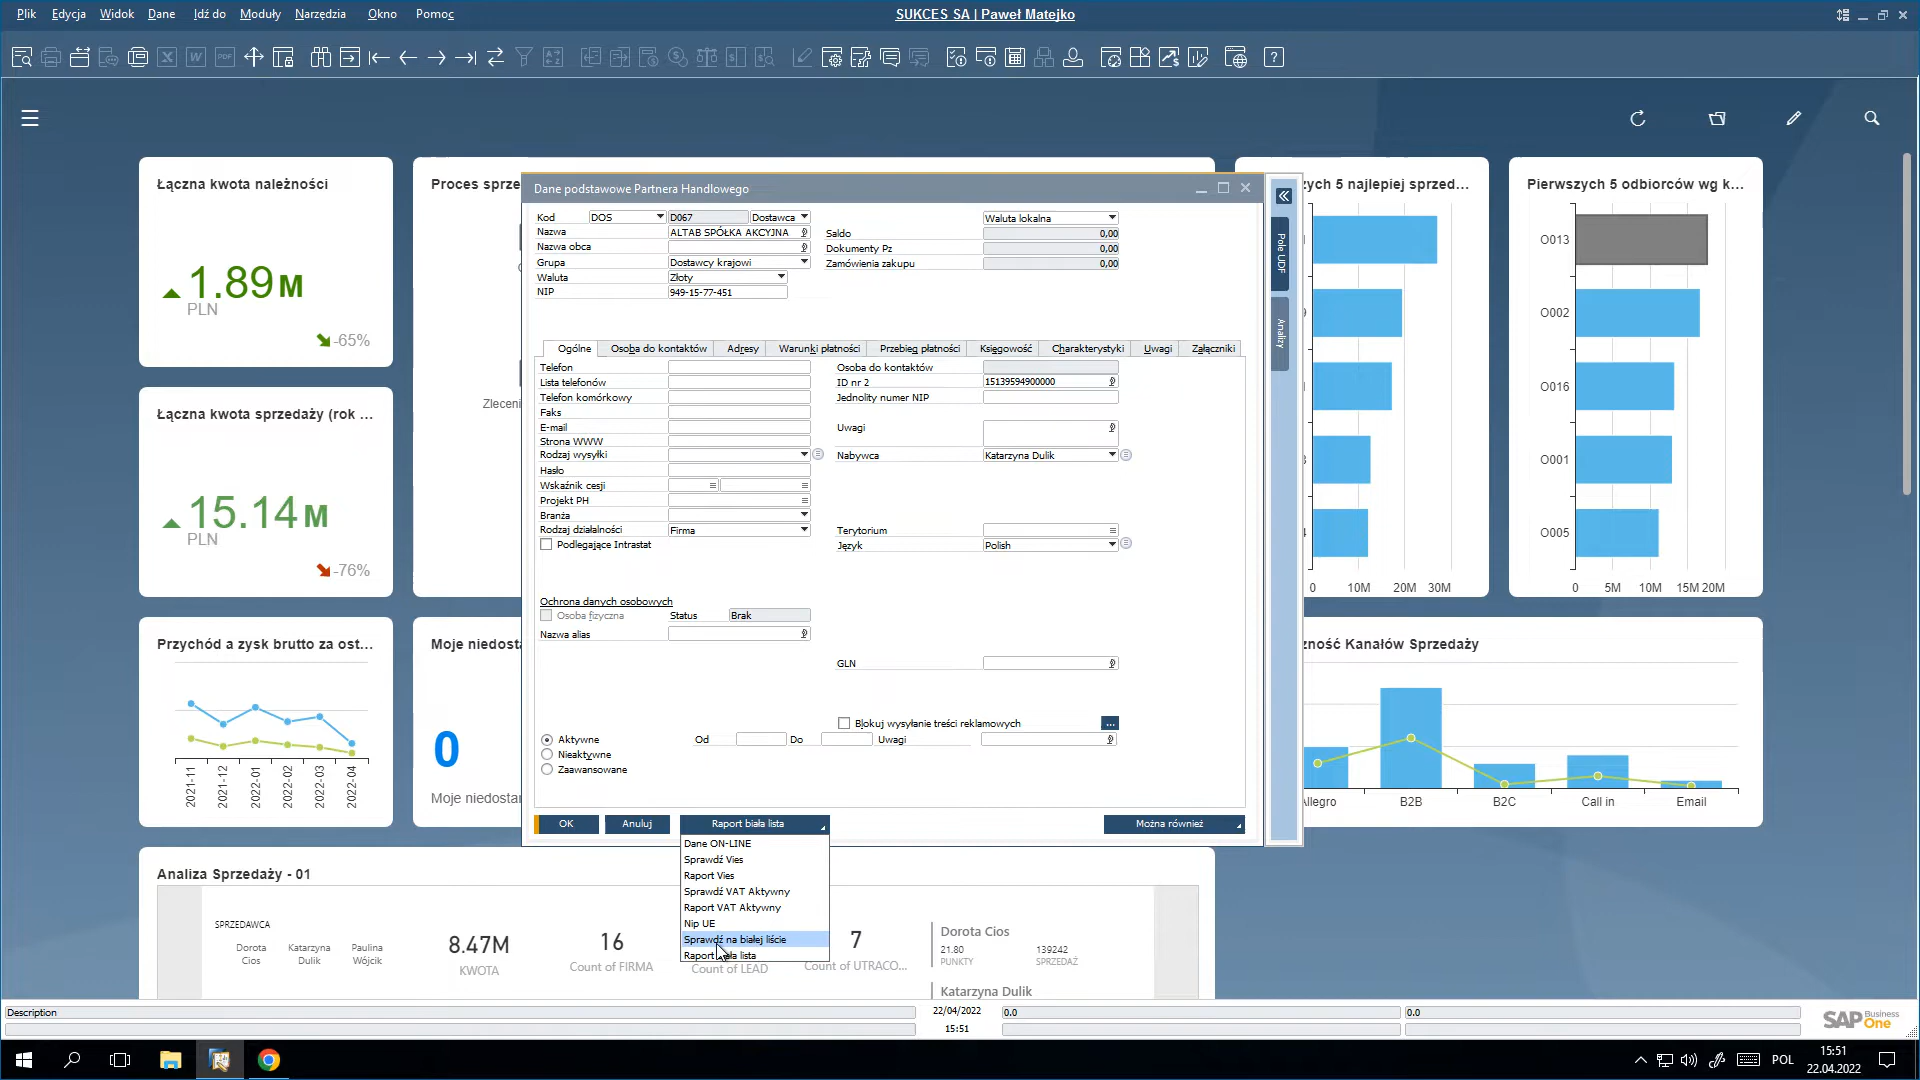 Plik Edycja Widok Dane Idź do Moduły Narzędzia Okno Pomoc
SUKCES SA | Paweł Matejko
Łączna kwota należności
1.89 M
PLN
-65%
Łączna kwota sprzedaży (rok ...
15.14 M
PLN
-76%
Przychód a zysk brutto za ost...
2021-11 2021-12 2022-01 2022-02 2022-03 2022-04
Proces sprze
Zleceni
Moje niedosta
0
Moje niedostar
Dane podstawowe Partnera Handlowego
Kod DOS D067 Dostawca Waluta lokalna
Nazwa ALTAB SPÓŁKA AKCYJNA Saldo 0,00
Nazwa obca Dokumenty Pz 0,00
Grupa Dostawcy krajowi Zamówienia zakupu 0,00
Waluta Złoty
NIP 949-15-77-451
Ogólne Osoba do kontaktów Adresy Warunki płatności Przebieg płatności Księgowość Charakterystyki Uwagi Załączniki
Telefon Osoba do kontaktów
Lista telefonów ID nr 2 15139594900000
Telefon komórkowy Jednolity numer NIP
Faks
E-mail Uwagi
Strona WWW
Rodzaj wysyłki Nabywca Katarzyna Dulik
Hasło
Wskaźnik cesji
Projekt PH
Branża
Rodzaj działalności Firma Terytorium
Podlegające Intrastat Język Polish
Ochrona danych osobowych
Osoba fizyczna Status Brak
Nazwa alias
GLN
Blokuj wysyłanie treści reklamowych ...
Aktywne Od Do Uwagi
Nieaktywne
Zaawansowane
OK Anuluj Raport biała lista Można również
Dane ON-LINE
Sprawdź Vies
Raport Vies
Sprawdź VAT Aktywny
Raport VAT Aktywny
Nip UE
Sprawdź na białej liście
Pole UDF
Analizy
zych 5 najlepiej sprzed...
0 10M 20M 30M
Pierwszych 5 odbiorców wg k...
O013
O002
O016
O001
O005
0 5M 10M 15M 20M
zność Kanałów Sprzedaży
Allegro B2B B2C Call in Email
Analiza Sprzedaży - 01
SPRZEDAWCA
Dorota Cios
Katarzyna Dulik
Paulina Wójcik
8.47M
KWOTA
16
Count of FIRMA
Count of LEAD
7
Count of UTRACO...
Dorota Cios
21.80 139242
PUNKTY SPRZEDAŻ
Katarzyna Dulik
Description 22/04/2022 0.0 0.0
15:51
SAP Business One
POL 15:51
22.04.2022